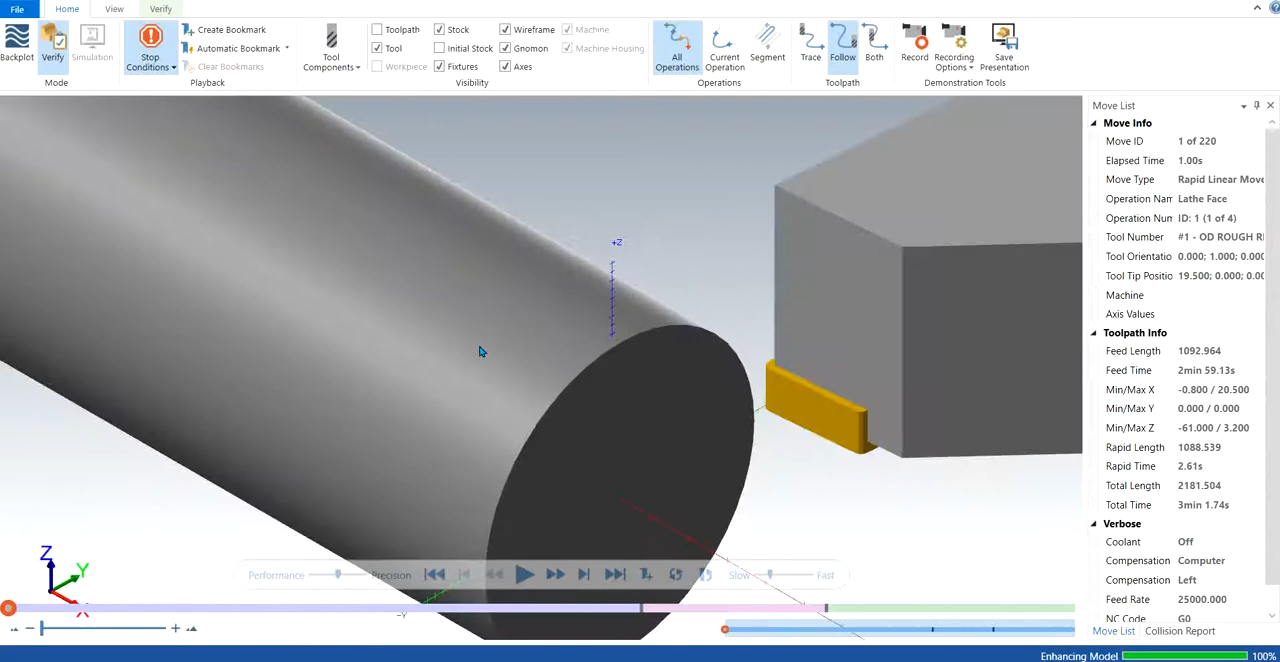 File Home View Verify
Backplot Verify Simulation
Mode
Stop Conditions
Create Bookmark
Automatic Bookmark
Clear Bookmarks
Playback
Tool Components
Toolpath Stock Wireframe Machine
Tool Initial Stock Gnomon Machine Housing
Workpiece Fixtures Axes
Visibility
All Operations Current Operation Segment
Operations
Trace Follow Both
Toolpath
Record Recording Options Save Presentation
Demonstration Tools
+Z
Z
Y
X
-Y
Performance Precision Slow Fast
Move List
Move Info
Move ID 1 of 220
Elapsed Time 1.00s
Move Type Rapid Linear Move
Operation Nam Lathe Face
Operation Num ID: 1 (1 of 4)
Tool Number #1 - OD ROUGH R
Tool Orientatio 0.000; 1.000; 0.000
Tool Tip Positio 19.500; 0.000; 0.00
Machine
Axis Values
Toolpath Info
Feed Length 1092.964
Feed Time 2min 59.13s
Min/Max X -0.800 / 20.500
Min/Max Y 0.000 / 0.000
Min/Max Z -61.000 / 3.200
Rapid Length 1088.539
Rapid Time 2.61s
Total Length 2181.504
Total Time 3min 1.74s
Verbose
Coolant Off
Compensation Computer
Compensation Left
Feed Rate 25000.000
NC Code G0
Move List Collision Report
Enhancing Model 100%